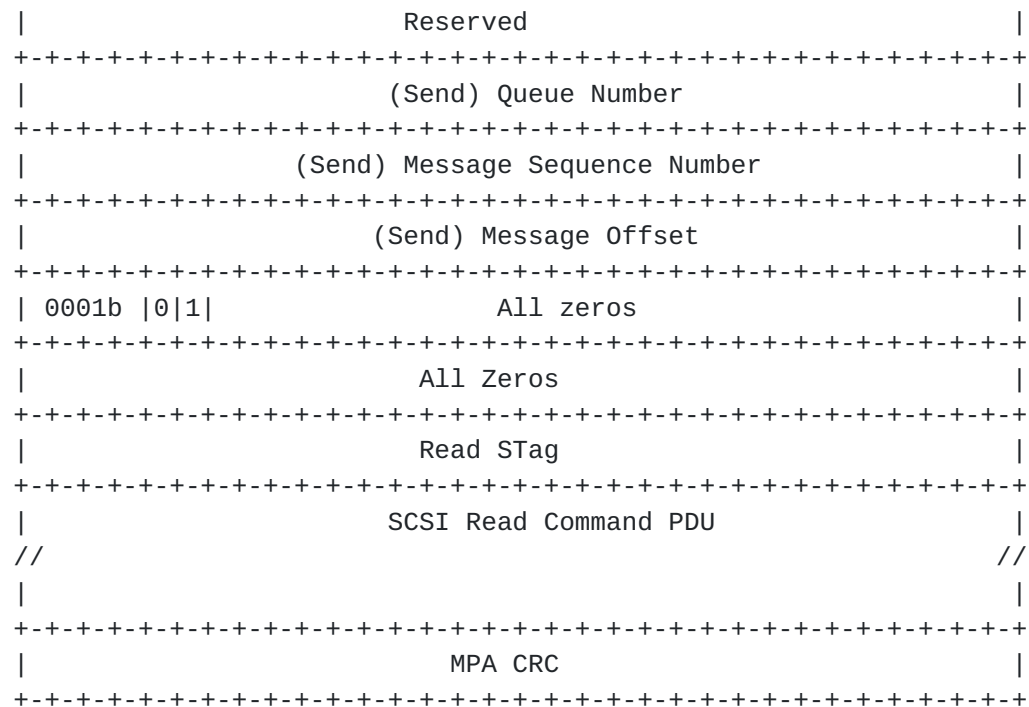 |                        Reserved                               |
+-+-+-+-+-+-+-+-+-+-+-+-+-+-+-+-+-+-+-+-+-+-+-+-+-+-+-+-+-+-+-+-+
|                       (Send) Queue Number                     |
+-+-+-+-+-+-+-+-+-+-+-+-+-+-+-+-+-+-+-+-+-+-+-+-+-+-+-+-+-+-+-+-+
|                 (Send) Message Sequence Number                |
+-+-+-+-+-+-+-+-+-+-+-+-+-+-+-+-+-+-+-+-+-+-+-+-+-+-+-+-+-+-+-+-+
|                      (Send) Message Offset                    |
+-+-+-+-+-+-+-+-+-+-+-+-+-+-+-+-+-+-+-+-+-+-+-+-+-+-+-+-+-+-+-+-+
| 0001b |0|1|                  All zeros                        |
+-+-+-+-+-+-+-+-+-+-+-+-+-+-+-+-+-+-+-+-+-+-+-+-+-+-+-+-+-+-+-+-+
|                         All Zeros                             |
+-+-+-+-+-+-+-+-+-+-+-+-+-+-+-+-+-+-+-+-+-+-+-+-+-+-+-+-+-+-+-+-+
|                         Read STag                             |
+-+-+-+-+-+-+-+-+-+-+-+-+-+-+-+-+-+-+-+-+-+-+-+-+-+-+-+-+-+-+-+-+
|                       SCSI Read Command PDU                   |
//                                                             //
|                                                               |
+-+-+-+-+-+-+-+-+-+-+-+-+-+-+-+-+-+-+-+-+-+-+-+-+-+-+-+-+-+-+-+-+
|                           MPA CRC                             |
+-+-+-+-+-+-+-+-+-+-+-+-+-+-+-+-+-+-+-+-+-+-+-+-+-+-+-+-+-+-+-+-+